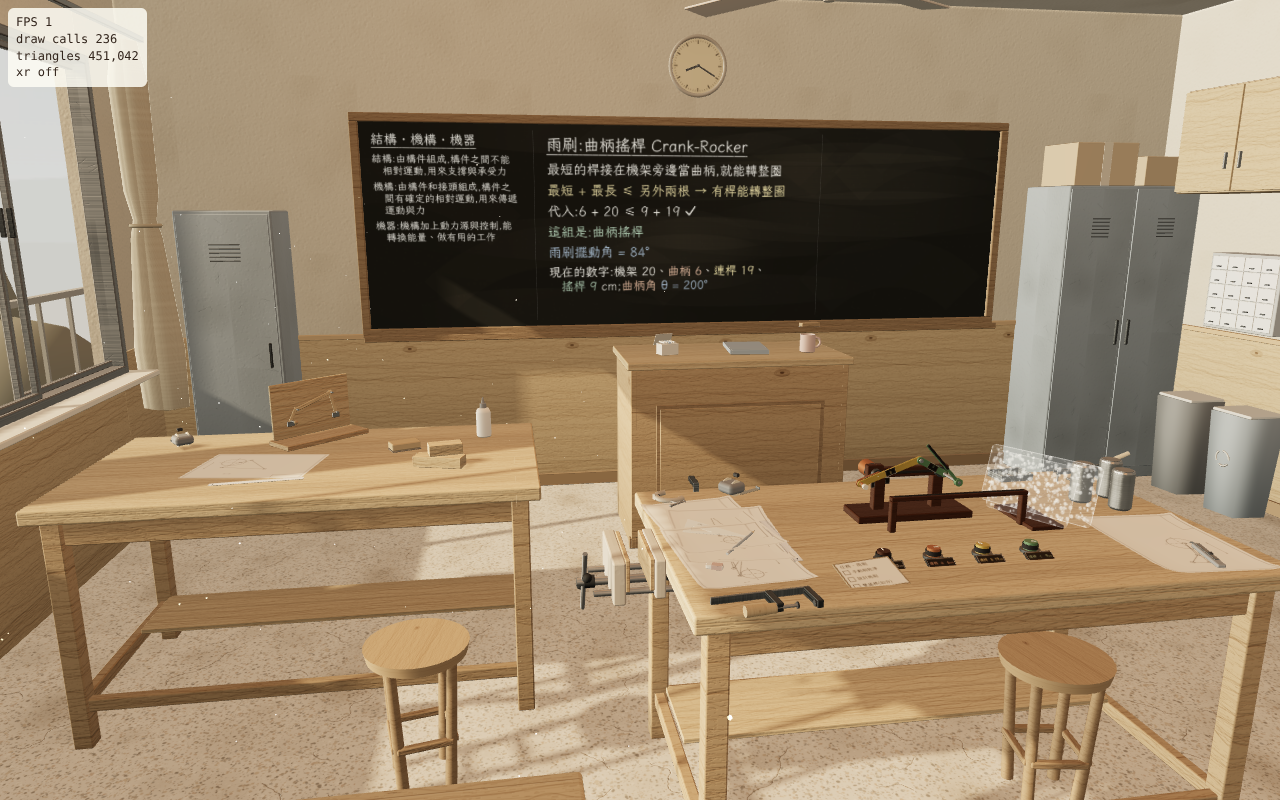 FPS 1
draw calls 236
triangles 451,042
xr off
結構・機構・機器
結構:由構件組成,構件之間不能
相對運動,用來支撐與承受力
機構:由構件和接頭組成,構件之
間有確定的相對運動,用來傳遞
運動與力
機器:機構加上動力源與控制,能
轉換能量、做有用的工作
雨刷:曲柄搖桿 Crank-Rocker
最短的桿接在機架旁邊當曲柄,就能轉整圈
最短 + 最長 ≤ 另外兩根 → 有桿能轉整圈
代入:6 + 20 ≤ 9 + 19 ✓
這組是:曲柄搖桿
雨刷擺動角 = 84°
現在的數字:機架 20、曲柄 6、連桿 19、
搖桿 9 cm;曲柄角 θ = 200°